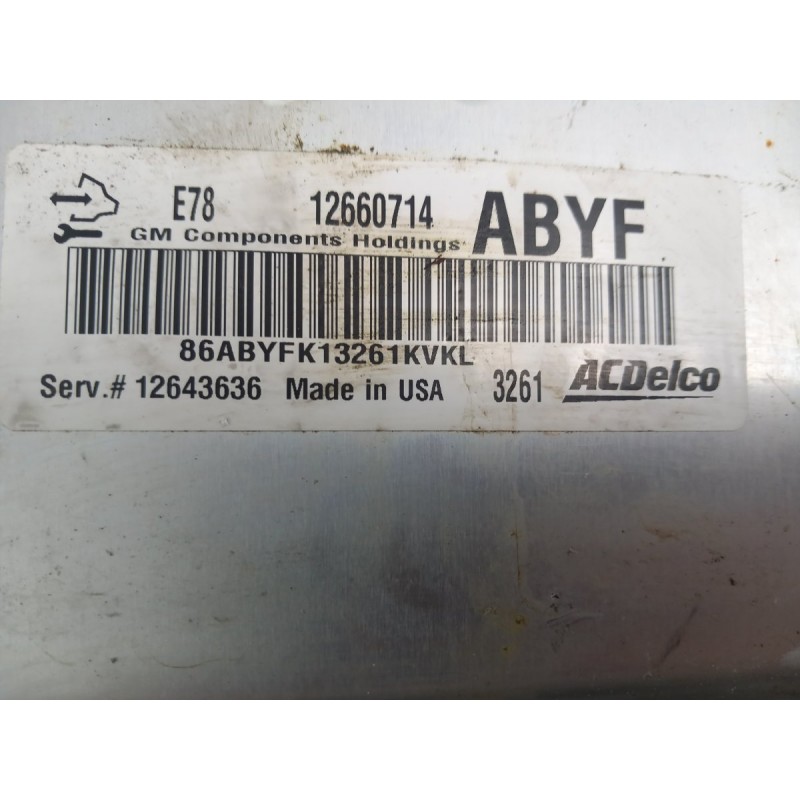 E78 12660714 ABYF
GM Components Holdings
86ABYFK13261KVKL
Serv.# 12643636 Made in USA 3261 ACDelco